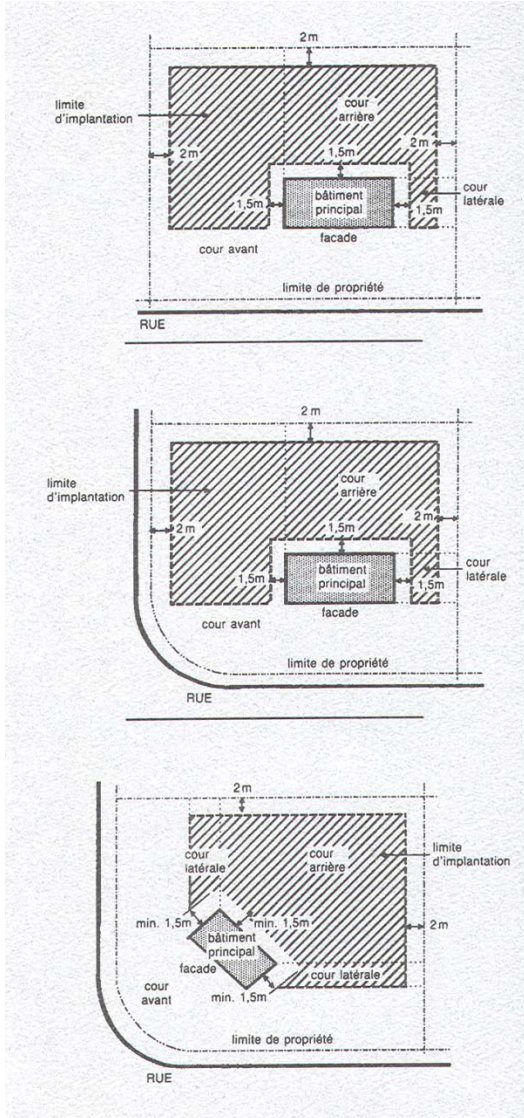 2m
limite
d'implantation
cour
arrière
2m
2m
1,5m
1,5m
bâtiment
principal
1,5m
cour
latérale
facade
cour avant
limite de propriété
RUE
2m
limite
d'implantation
cour
arrière
2m
2m
1,5m
1,5m
bâtiment
principal
1,5m
cour
latérale
facade
cour avant
limite de propriété
RUE
2m
cour
latérale
cour
arrière
limite
d'implantation
min. 1,5m
min. 1,5m
2m
bâtiment
principal
facade
cour latérale
cour
avant
min. 1,5m
limite de propriété
RUE